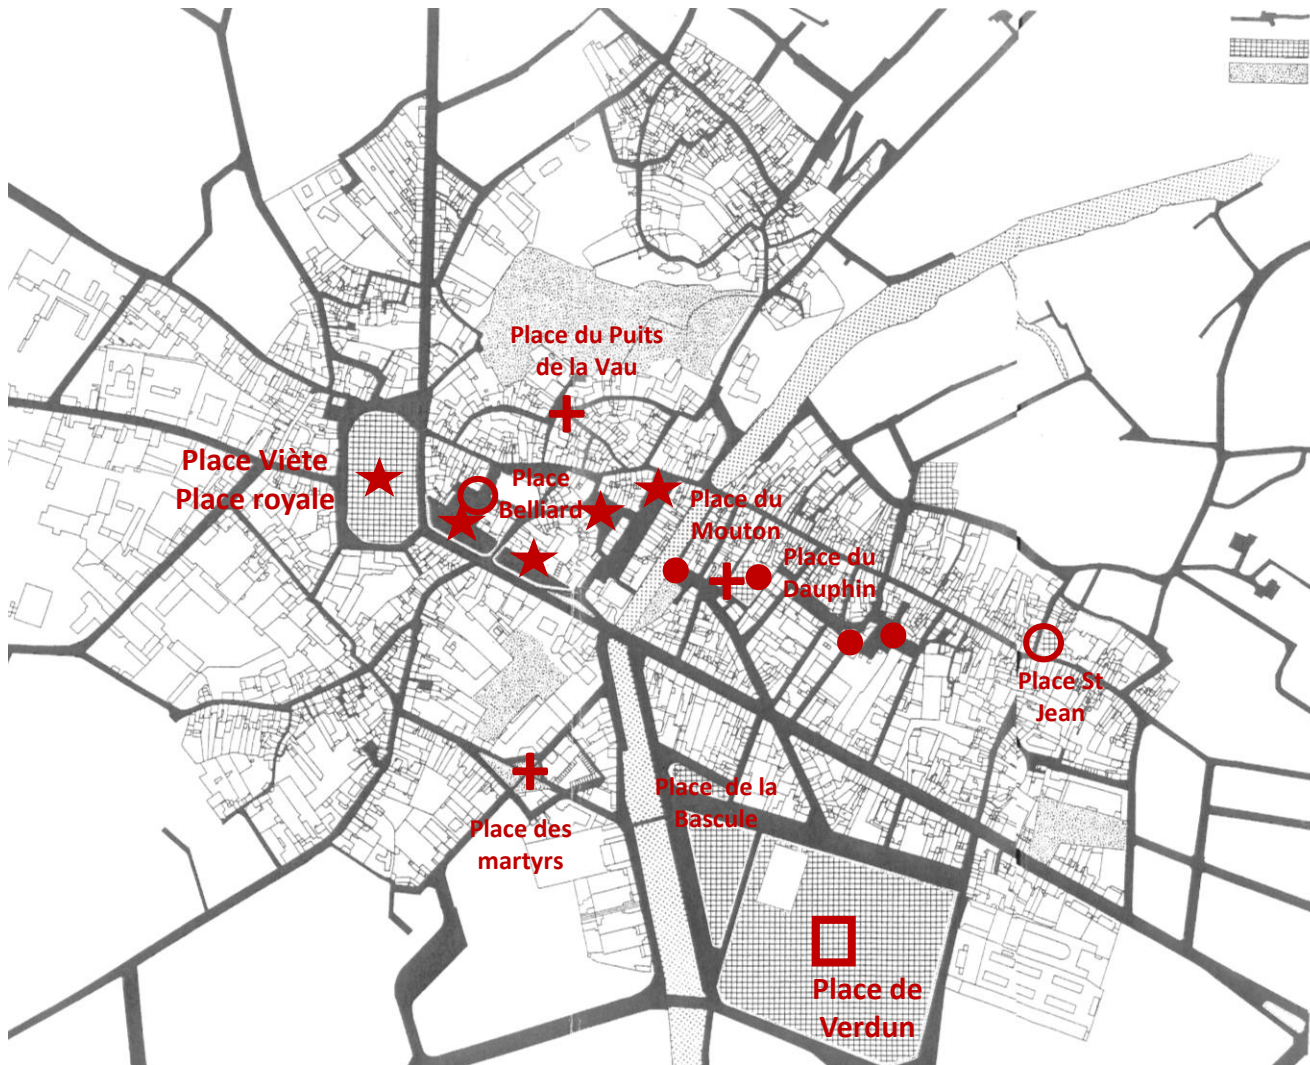 Place du Puits
de la Vau
Place Viète
Place royale
Place
Belliard
Place du
Mouton
Place du
Dauphin
Place St
Jean
Place de la
Bascule
Place des
martyrs
Place de
Verdun